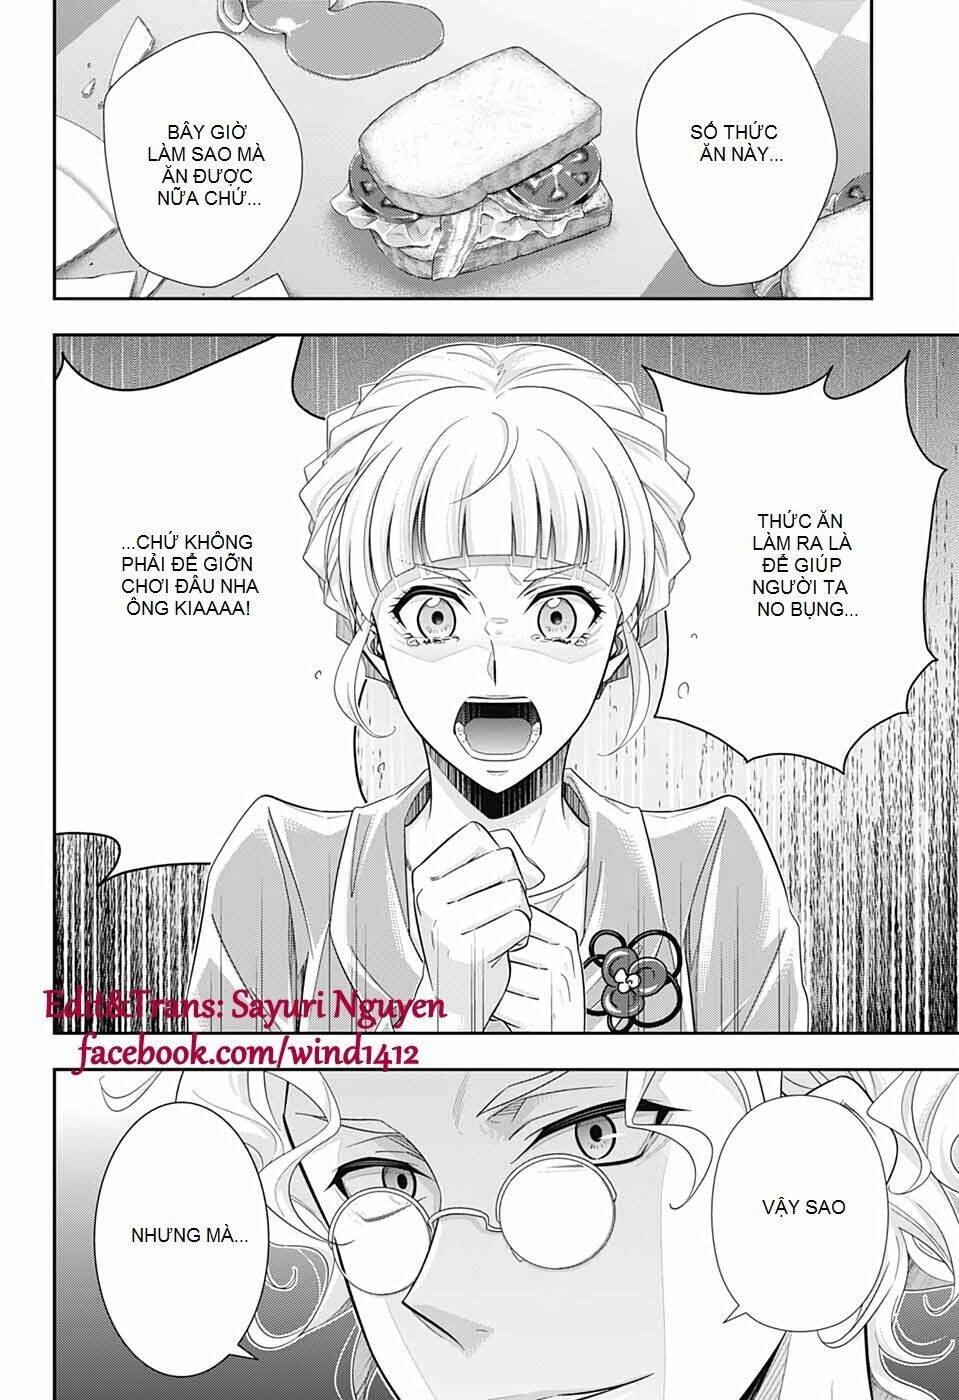 SỐ THỨC
ĂN NÀY...
BÂY GIỜ
LÀM SAO MÀ
ĂN ĐƯỢC
NỮA CHỨ...
THỨC ĂN
LÀM RA LÀ
ĐỂ GIÚP
NGƯỜI TA
NO BỤNG...
...CHỨ KHÔNG
PHẢI ĐỂ GIỠN
CHƠI ĐÂU NHA
ÔNG KIAAAA!
Edit&Trans: Sayuri Nguyen
facebook.com/wind1412
VẬY SAO
NHƯNG MÀ...